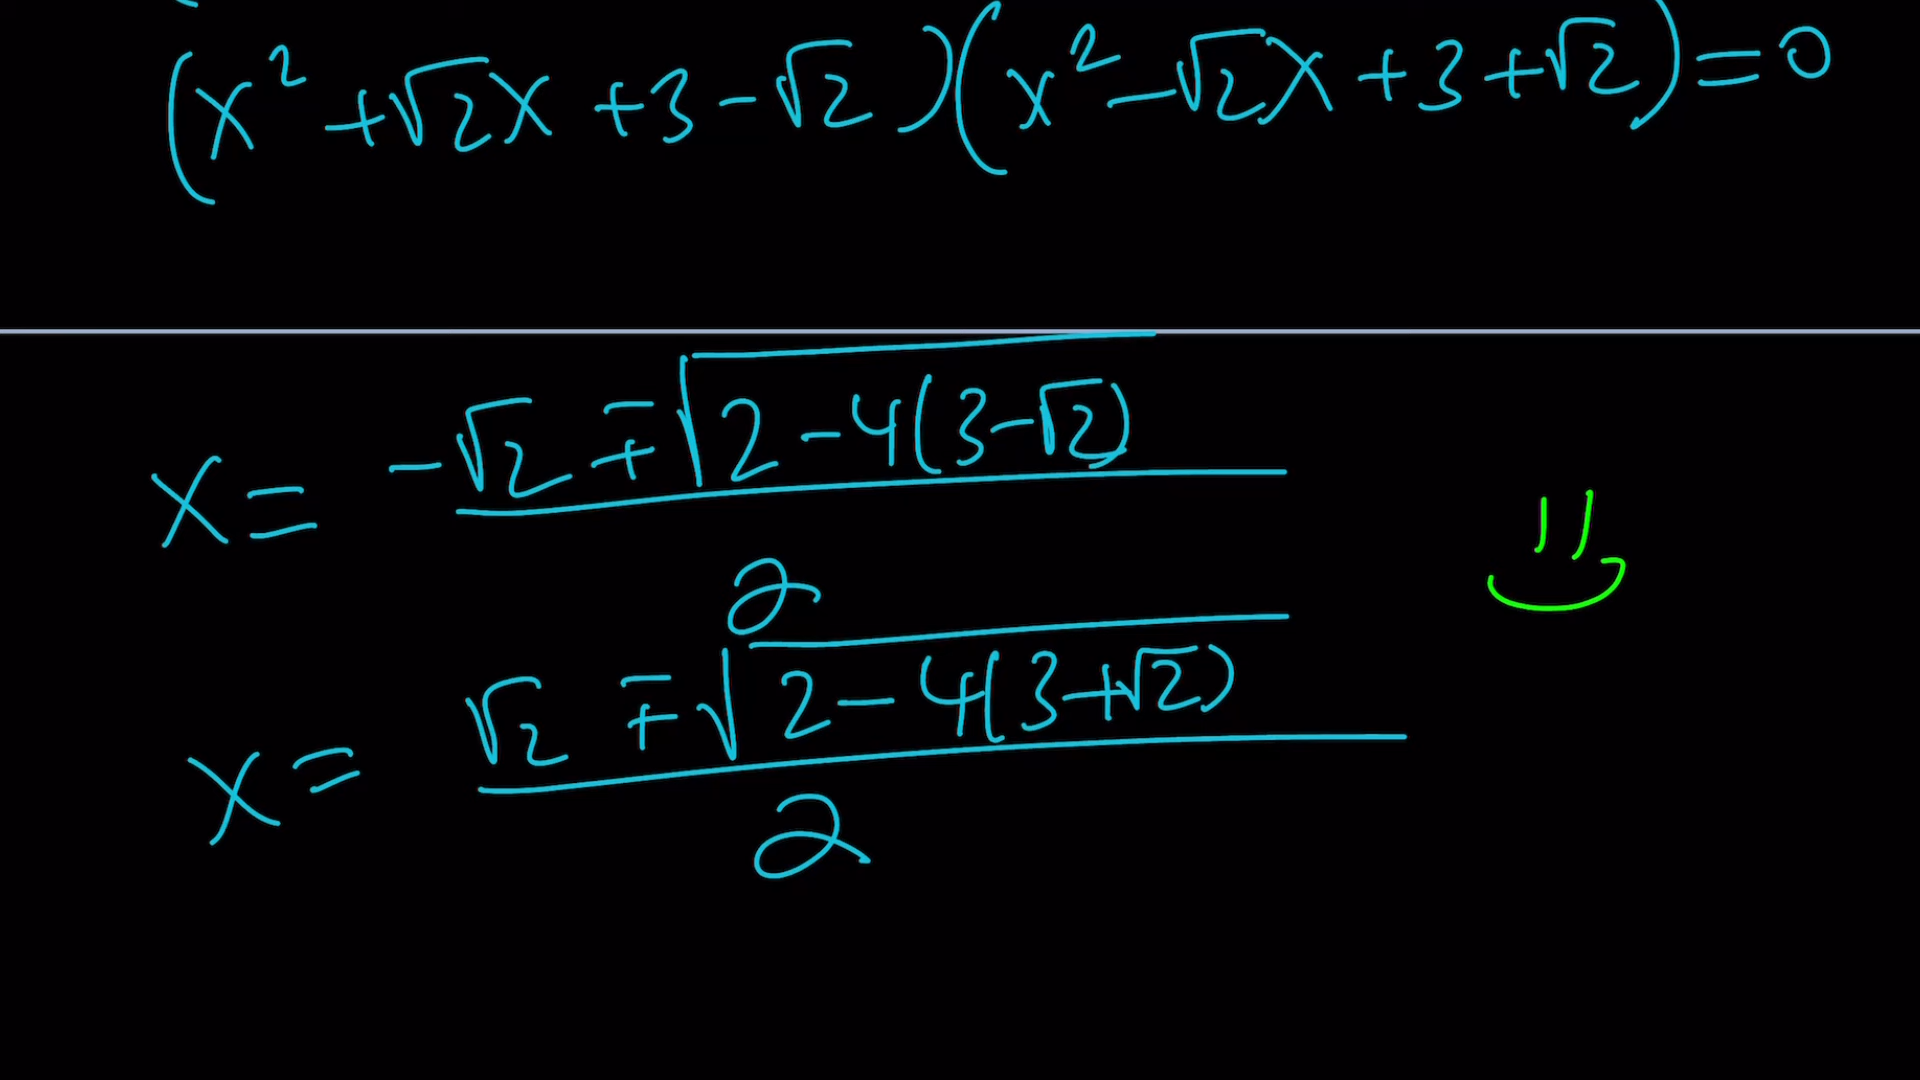 (x² + √2x + 3 - √2)(x² - √2x + 3 + √2) = 0
x = (-√2 ∓ √(2 - 4(3 - √2))) / 2
x = (√2 ∓ √(2 - 4(3 + √2))) / 2